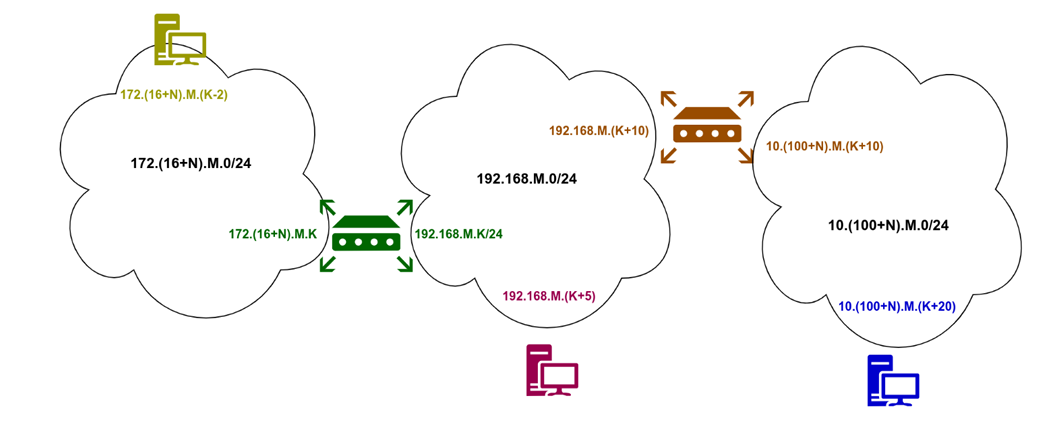 172.(16+N).M.(K-2)
172.(16+N).M.0/24
172.(16+N).M.K
192.168.M.K/24
192.168.M.(K+10)
192.168.M.0/24
192.168.M.(K+5)
10.(100+N).M.(K+10)
10.(100+N).M.0/24
10.(100+N).M.(K+20)